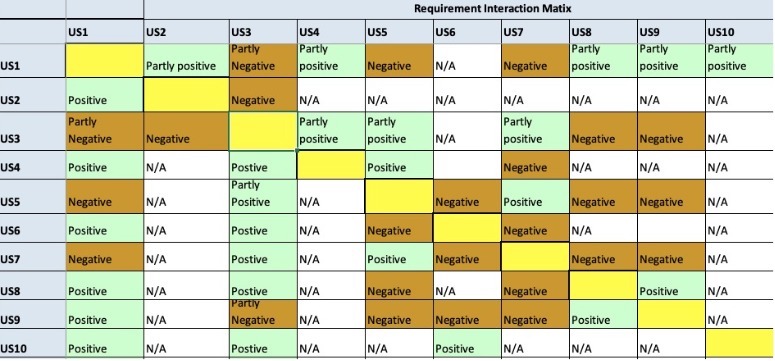 Requirement Interaction Matix
US1 US2 US3 US4 US5 US6 US7 US8 US9 US10
US1 Partly positive Partly Negative Partly positive Negative N/A Negative Partly positive Partly positive Partly positive
US2 Positive Negative N/A N/A N/A N/A N/A N/A N/A
US3 Partly Negative Negative Partly positive Partly positive N/A Partly positive Negative Negative N/A
US4 Positive N/A Postive Positive Negative N/A N/A N/A
US5 Negative N/A Partly Positive N/A Negative Positive Negative Negative N/A
US6 Positive N/A Postive N/A Negative Negative N/A N/A
US7 Negative N/A Postive N/A Positive Negative Negative Negative N/A
US8 Positive N/A Postive N/A Negative N/A Negative Positive N/A
US9 Positive N/A Partly Negative N/A Negative Negative Negative Positive N/A
US10 Positive N/A Postive N/A N/A Positive N/A N/A N/A